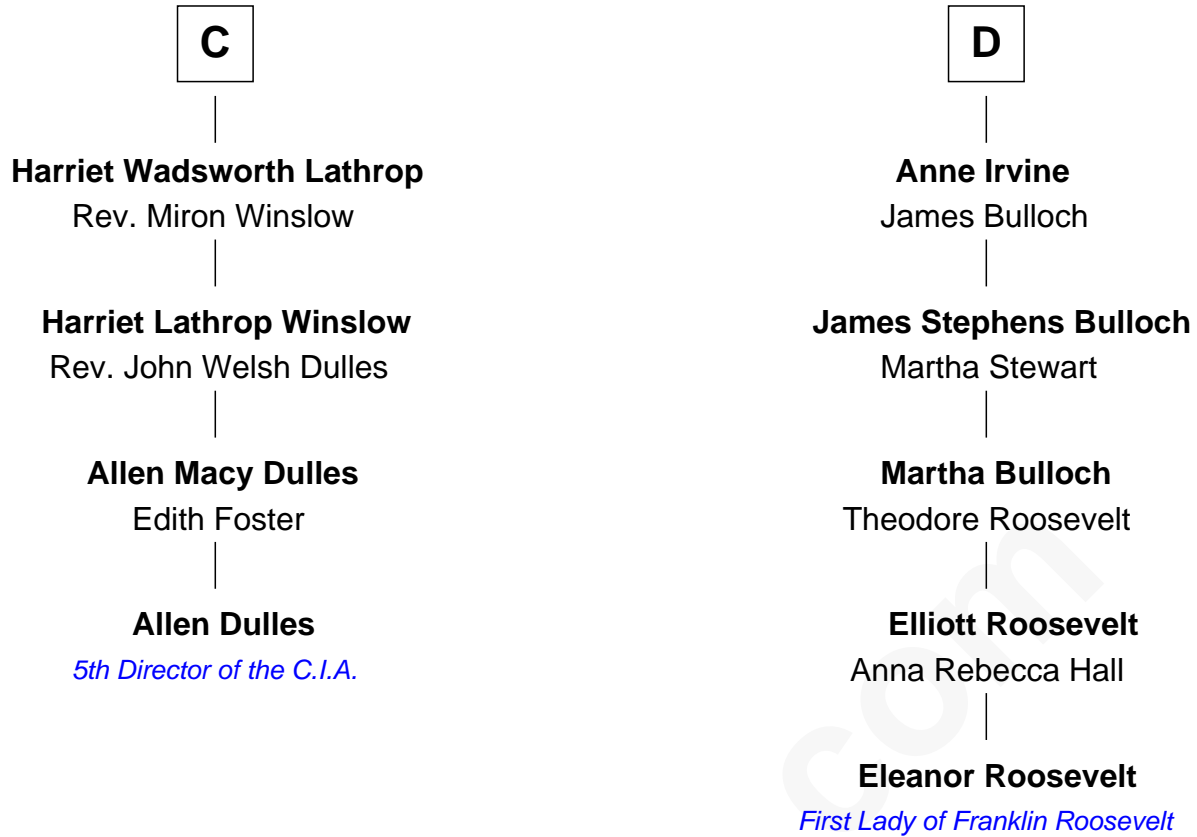 C
Harriet Wadsworth Lathrop
Rev. Miron Winslow
Harriet Lathrop Winslow
Rev. John Welsh Dulles
Allen Macy Dulles
Edith Foster
Allen Dulles
5th Director of the C.I.A.
D
Anne Irvine
James Bulloch
James Stephens Bulloch
Martha Stewart
Martha Bulloch
Theodore Roosevelt
Elliott Roosevelt
Anna Rebecca Hall
Eleanor Roosevelt
First Lady of Franklin Roosevelt
com